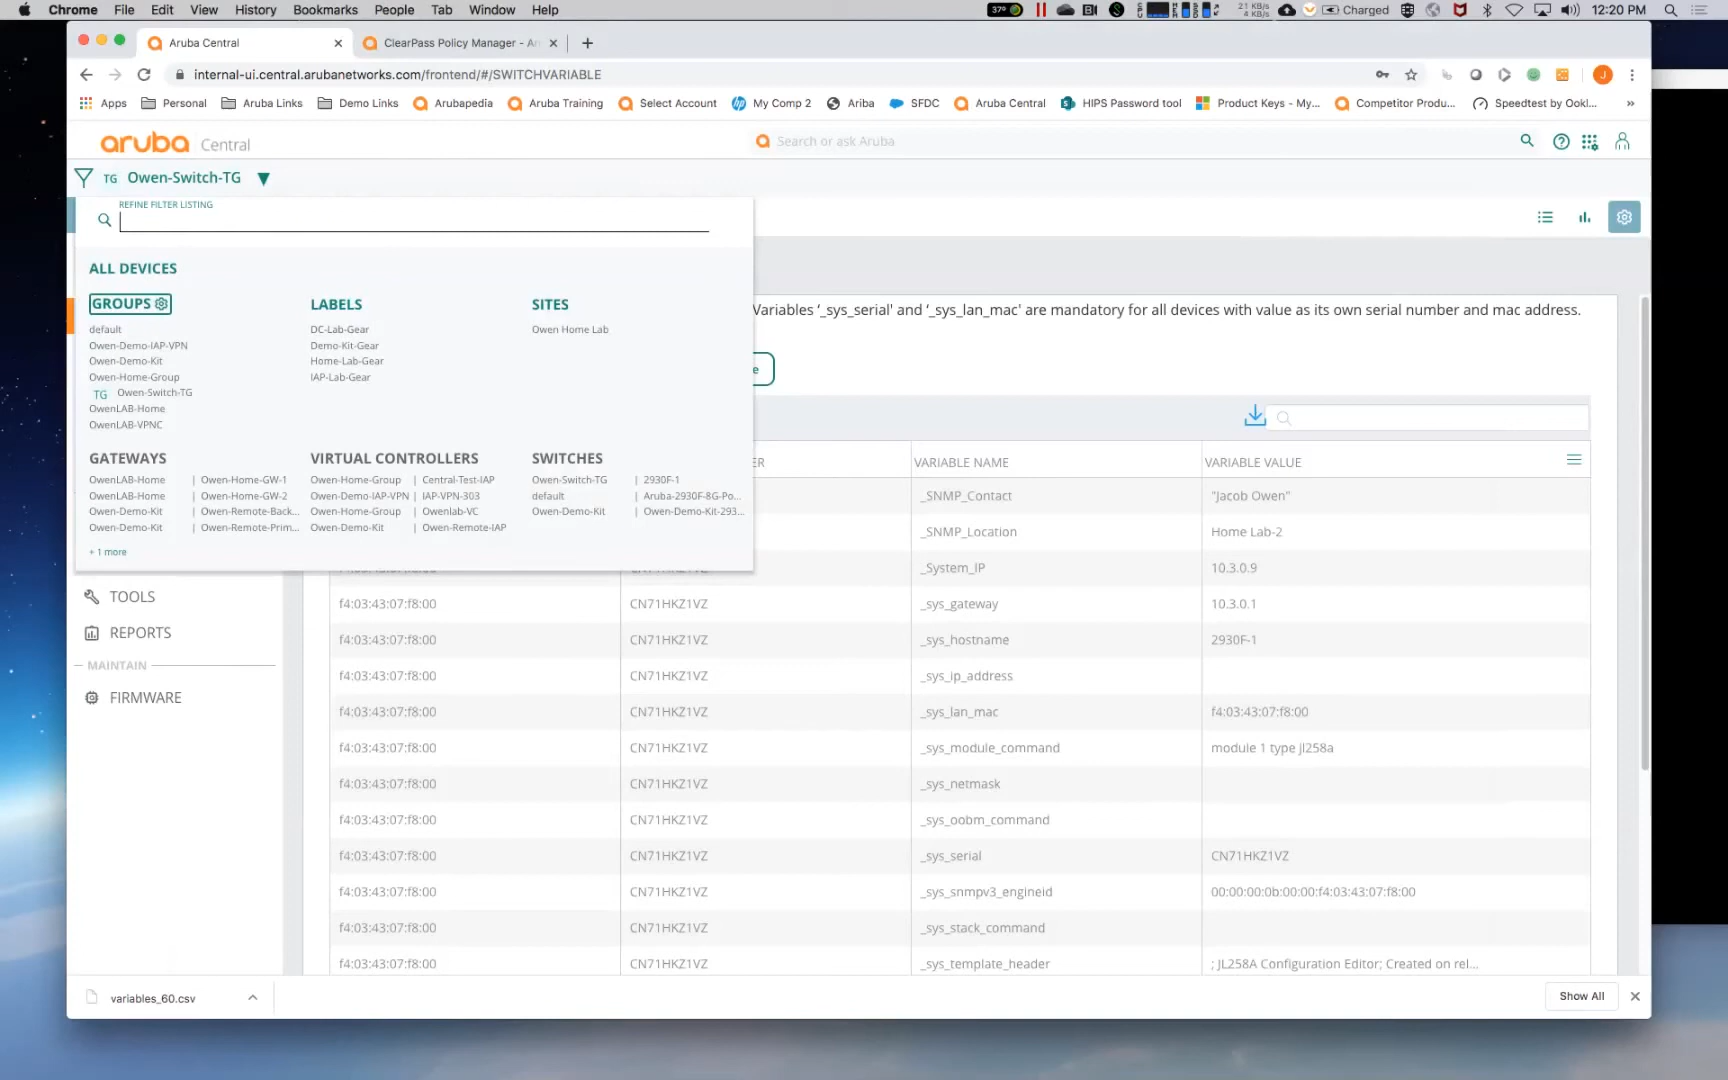 Chrome File Edit View History Bookmarks People Tab Window Help 37° 21 KB/s 4 KB/s Charged 12:20 PM
Aruba Central ClearPass Policy Manager - Ar
internal-ui.central.arubanetworks.com/frontend/#/SWITCHVARIABLE J
Apps Personal Aruba Links Demo Links Arubapedia Aruba Training Select Account My Comp 2 Ariba SFDC Aruba Central HIPS Password tool Product Keys - My... Competitor Produ... Speedtest by Ookl... »
aruba Central Search or ask Aruba
TG Owen-Switch-TG
REFINE FILTER LISTING
ALL DEVICES
GROUPS LABELS SITES
default DC-Lab-Gear Owen Home Lab
Owen-Demo-IAP-VPN Demo-Kit-Gear
Owen-Demo-Kit Home-Lab-Gear
Owen-Home-Group IAP-Lab-Gear
TG Owen-Switch-TG
OwenLAB-Home
OwenLAB-VPNC
GATEWAYS VIRTUAL CONTROLLERS SWITCHES
OwenLAB-Home | Owen-Home-GW-1 Owen-Home-Group | Central-Test-IAP Owen-Switch-TG | 2930F-1
OwenLAB-Home | Owen-Home-GW-2 Owen-Demo-IAP-VPN | IAP-VPN-303 default | Aruba-2930F-8G-Po...
Owen-Demo-Kit | Owen-Remote-Back... Owen-Home-Group | Owenlab-VC Owen-Demo-Kit | Owen-Demo-Kit-293...
Owen-Demo-Kit | Owen-Remote-Prim... Owen-Demo-Kit | Owen-Remote-IAP
+ 1 more
Variables '_sys_serial' and '_sys_lan_mac' are mandatory for all devices with value as its own serial number and mac address.
e
ER VARIABLE NAME VARIABLE VALUE
_SNMP_Contact "Jacob Owen"
_SNMP_Location Home Lab-2
_System_IP 10.3.0.9
f4:03:43:07:f8:00 CN71HKZ1VZ _sys_gateway 10.3.0.1
f4:03:43:07:f8:00 CN71HKZ1VZ _sys_hostname 2930F-1
f4:03:43:07:f8:00 CN71HKZ1VZ _sys_ip_address
f4:03:43:07:f8:00 CN71HKZ1VZ _sys_lan_mac f4:03:43:07:f8:00
f4:03:43:07:f8:00 CN71HKZ1VZ _sys_module_command module 1 type jl258a
f4:03:43:07:f8:00 CN71HKZ1VZ _sys_netmask
f4:03:43:07:f8:00 CN71HKZ1VZ _sys_oobm_command
f4:03:43:07:f8:00 CN71HKZ1VZ _sys_serial CN71HKZ1VZ
f4:03:43:07:f8:00 CN71HKZ1VZ _sys_snmpv3_engineid 00:00:00:0b:00:00:f4:03:43:07:f8:00
f4:03:43:07:f8:00 CN71HKZ1VZ _sys_stack_command
f4:03:43:07:f8:00 CN71HKZ1VZ _sys_template_header ; JL258A Configuration Editor; Created on rel...
TOOLS
REPORTS
MAINTAIN
FIRMWARE
variables_60.csv Show All